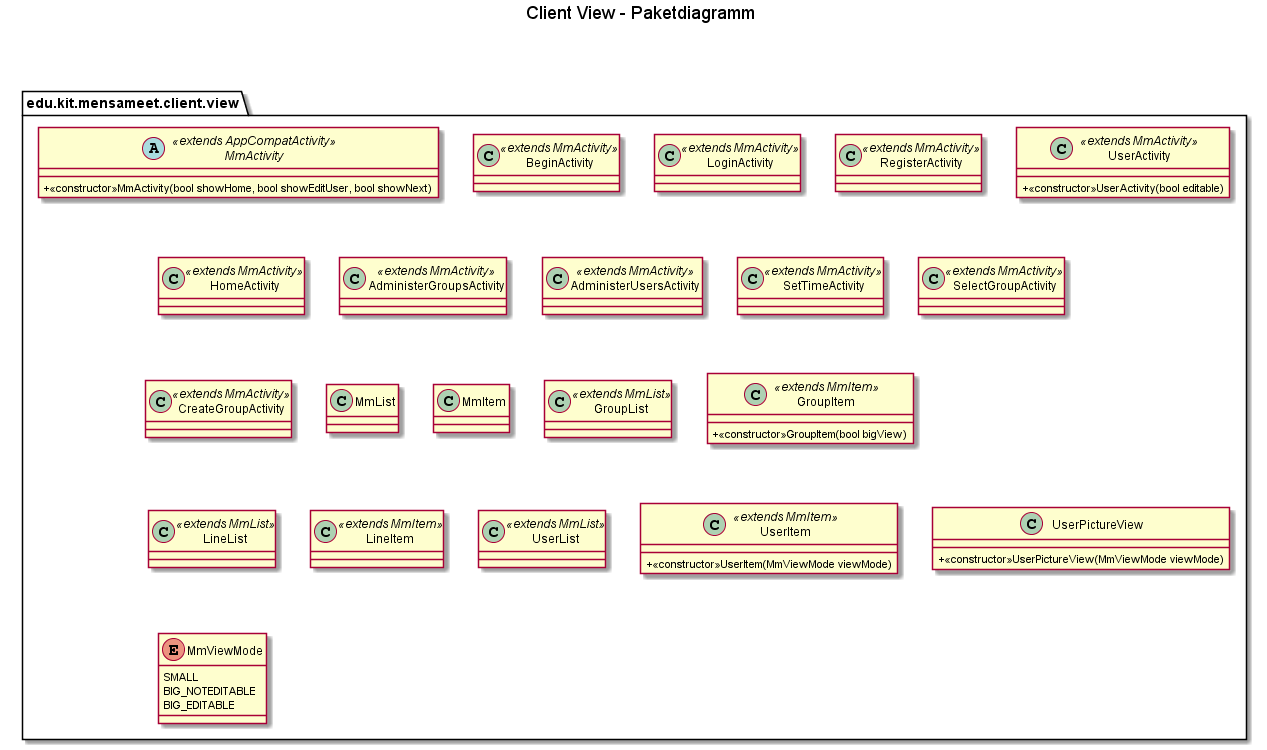 Client View - Paketdiagramm
edu.kit.mensameet.client.view
A
«extends AppCompatActivity»
MmActivity
+«constructor»MmActivity(bool showHome, bool showEditUser, bool showNext)
C
«extends MmActivity»
BeginActivity
C
«extends MmActivity»
LoginActivity
C
«extends MmActivity»
RegisterActivity
C
«extends MmActivity»
UserActivity
+«constructor»UserActivity(bool editable)
C
«extends MmActivity»
HomeActivity
C
«extends MmActivity»
AdministerGroupsActivity
C
«extends MmActivity»
AdministerUsersActivity
C
«extends MmActivity»
SetTimeActivity
C
«extends MmActivity»
SelectGroupActivity
C
«extends MmActivity»
CreateGroupActivity
C MmList
C MmItem
C
«extends MmList»
GroupList
C
«extends MmItem»
GroupItem
+«constructor»GroupItem(bool bigView)
C
«extends MmList»
LineList
C
«extends MmItem»
LineItem
C
«extends MmList»
UserList
C
«extends MmItem»
UserItem
+«constructor»UserItem(MmViewMode viewMode)
C UserPictureView
+«constructor»UserPictureView(MmViewMode viewMode)
E MmViewMode
SMALL
BIG_NOTEDITABLE
BIG_EDITABLE